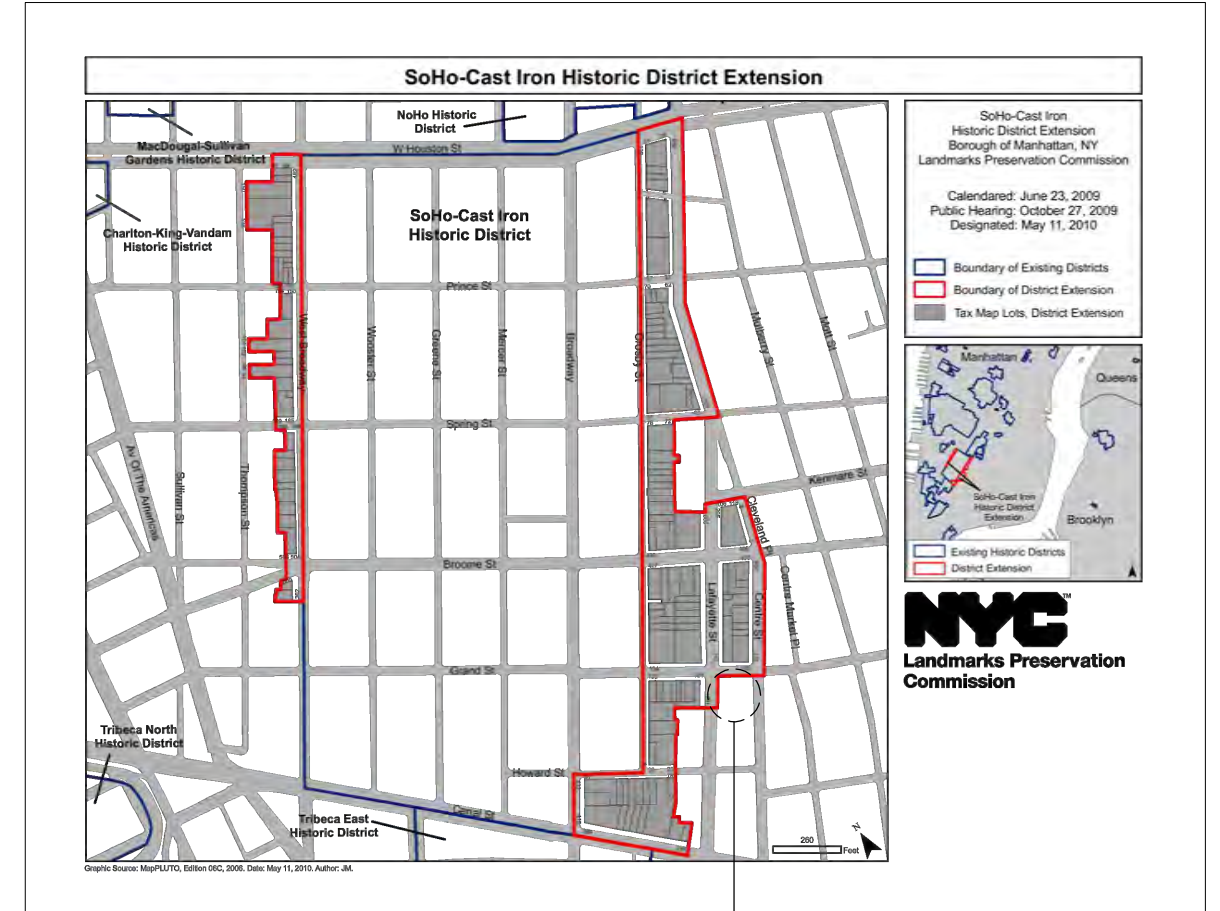 SoHo-Cast Iron Historic District Extension
NoHo Historic
District
MacDougal-Sullivan
Gardens Historic District
W Houston St
Charlton-King-Vandam
Historic District
SoHo-Cast Iron
Historic District
Prince St
West Broadway
Wooster St
Greene St
Mercer St
Broadway
Crosby St
Mulberry St
Mott St
Spring St
Av Of The Americas
Sullivan St
Thompson St
Kenmare St
Cleveland Pl
Broome St
Lafayette St
Centre St
Centre Market Pl
Grand St
Tribeca North
Historic District
Howard St
Canal St
Tribeca East
Historic District
260
Feet
N
Graphic Source: MapPLUTO, Edition 06C, 2006. Date: May 11, 2010. Author: JM.
SoHo-Cast Iron
Historic District Extension
Borough of Manhattan, NY
Landmarks Preservation Commission
Calendared: June 23, 2009
Public Hearing: October 27, 2009
Designated: May 11, 2010
Boundary of Existing Districts
Boundary of District Extension
Tax Map Lots, District Extension
Manhattan
Queens
SoHo-Cast Iron
Historic District
Extension
Brooklyn
Existing Historic Districts
District Extension
NYC™
Landmarks Preservation
Commission